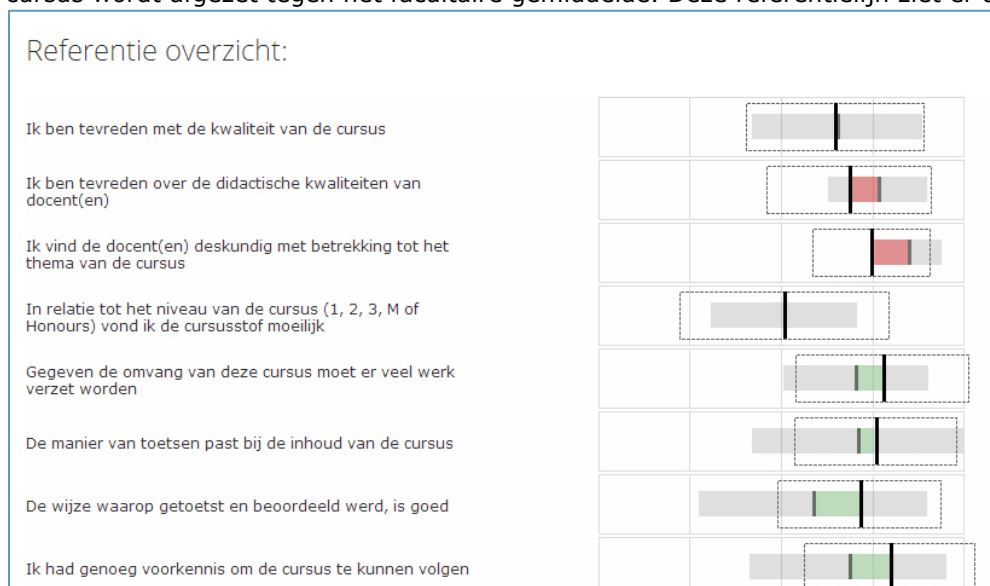 cursus wordt afgezet tegen het facultaire gemiddelde. Deze referentielijn ziet er
Referentie overzicht:
Ik ben tevreden met de kwaliteit van de cursus
Ik ben tevreden over de didactische kwaliteiten van
docent(en)
Ik vind de docent(en) deskundig met betrekking tot het
thema van de cursus
In relatie tot het niveau van de cursus (1, 2, 3, M of
Honours) vond ik de cursusstof moeilijk
Gegeven de omvang van deze cursus moet er veel werk
verzet worden
De manier van toetsen past bij de inhoud van de cursus
De wijze waarop getoetst en beoordeeld werd, is goed
Ik had genoeg voorkennis om de cursus te kunnen volgen